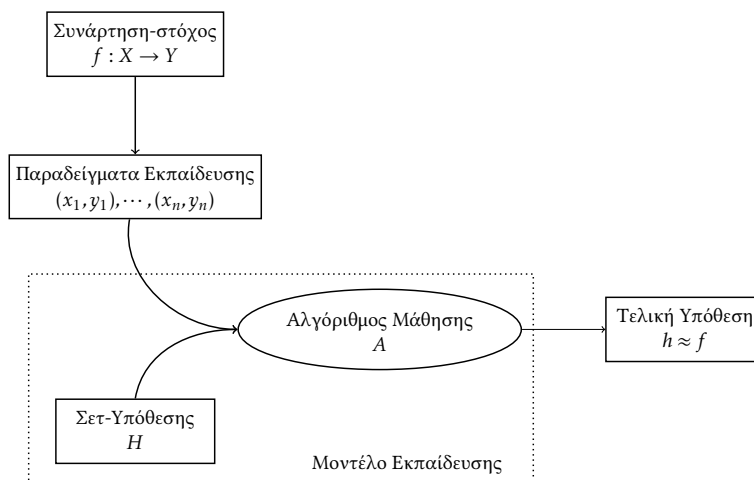 Συνάρτηση-στόχος
f : X → Y
Παραδείγματα Εκπαίδευσης
(x₁, y₁), ⋯ , (xₙ, yₙ)
Αλγόριθμος Μάθησης
A
Τελική Υπόθεση
h ≈ f
Σετ-Υπόθεσης
H
Μοντέλο Εκπαίδευσης